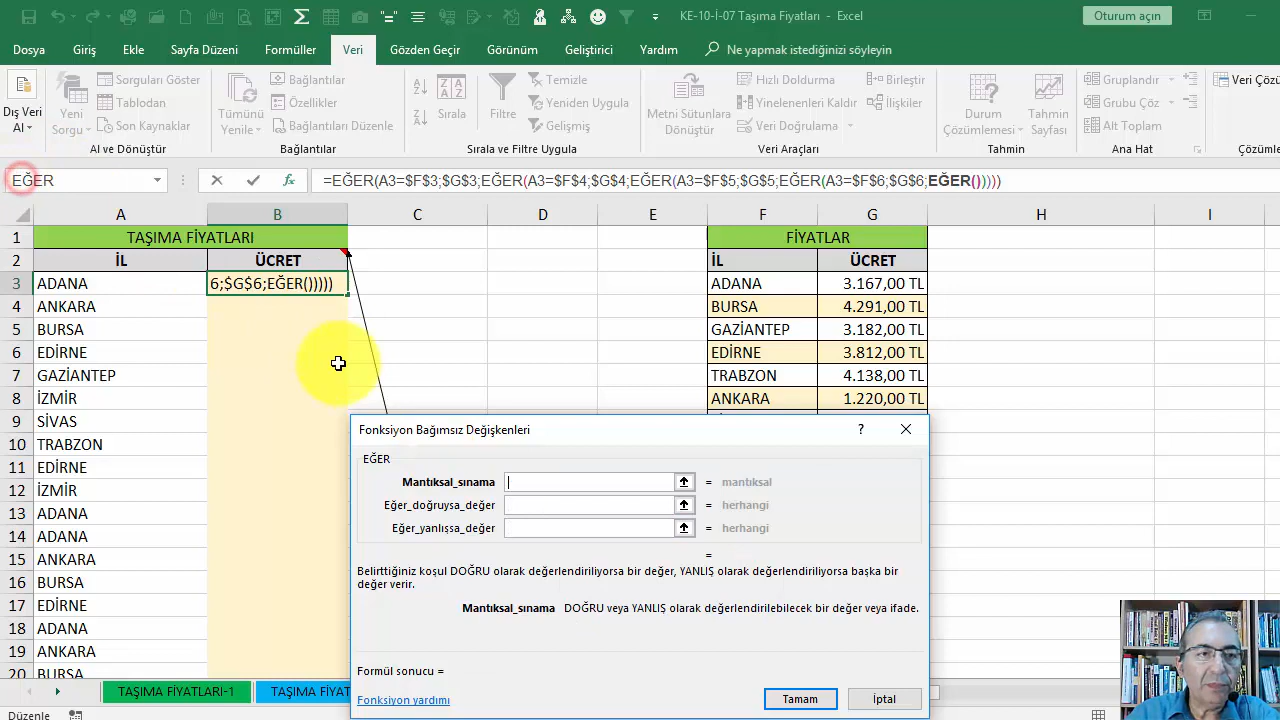 KE-10-İ-07 Taşıma Fiyatları - Excel
Oturum açın
Dosya Giriş Ekle Sayfa Düzeni Formüller Veri Gözden Geçir Görünüm Geliştirici Yardım Ne yapmak istediğinizi söyleyin
Dış Veri Al
Yeni Sorgu
Sorguları Göster
Tablodan
Son Kaynaklar
Al ve Dönüştür
Tümünü Yenile
Bağlantılar
Özellikler
Bağlantıları Düzenle
Bağlantılar
Sırala
Filtre
Temizle
Yeniden Uygula
Gelişmiş
Sırala ve Filtre Uygula
Metni Sütunlara Dönüştür
Hızlı Doldurma
Yinelenenleri Kaldır
Veri Doğrulama
Birleştir
İlişkiler
Veri Araçları
Durum Çözümlemesi
Tahmin Sayfası
Tahmin
Gruplandır
Grubu Çöz
Alt Toplam
Ana Hat
Veri Çözü
Çözümle
EĞER
fx
=EĞER(A3=$F$3;$G$3;EĞER(A3=$F$4;$G$4;EĞER(A3=$F$5;$G$5;EĞER(A3=$F$6;$G$6;EĞER()))))
A B C D E F G H I
1 TAŞIMA FİYATLARI FİYATLAR
2 İL ÜCRET İL ÜCRET
3 ADANA 6;$G$6;EĞER())))) ADANA 3.167,00 TL
4 ANKARA BURSA 4.291,00 TL
5 BURSA GAZİANTEP 3.182,00 TL
6 EDİRNE EDİRNE 3.812,00 TL
7 GAZİANTEP TRABZON 4.138,00 TL
8 İZMİR ANKARA 1.220,00 TL
9 SİVAS
10 TRABZON
11 EDİRNE
12 İZMİR
13 ADANA
14 ADANA
15 ANKARA
16 BURSA
17 EDİRNE
18 ADANA
19 ANKARA
20 BURSA
Fonksiyon Bağımsız Değişkenleri ?
EĞER
Mantıksal_sınama = mantıksal
Eğer_doğruysa_değer = herhangi
Eğer_yanlışsa_değer = herhangi
=
Belirttiğiniz koşul DOĞRU olarak değerlendiriliyorsa bir değer, YANLIŞ olarak değerlendiriliyorsa başka bir
değer verir.
Mantıksal_sınama DOĞRU veya YANLIŞ olarak değerlendirilebilecek bir değer veya ifade.
Formül sonucu =
Fonksiyon yardımı
Tamam
İptal
TAŞIMA FİYATLARI-1
TAŞIMA FİYAT
Düzenle